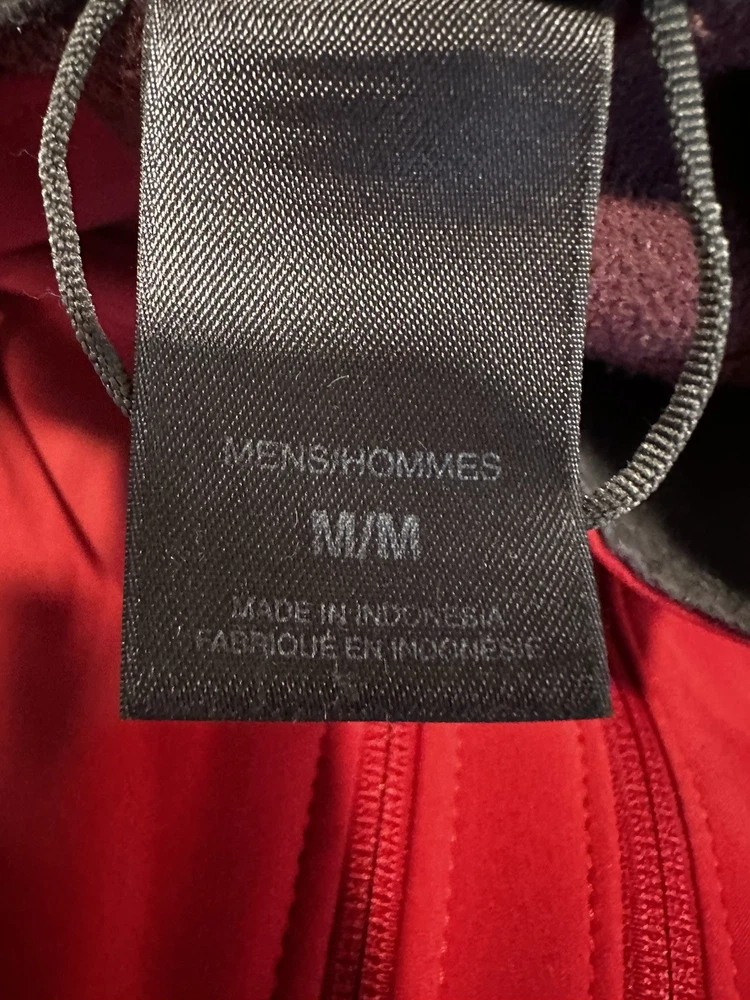 MENS/HOMMES
M/M
MADE IN INDONESIA
FABRIQUÉ EN INDONÉSIE